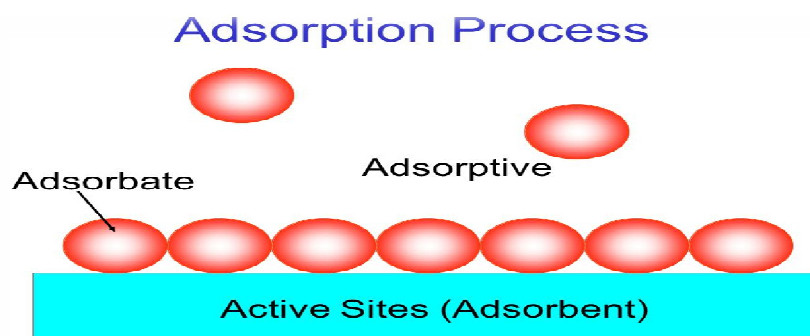 Adsorption Process
Adsorptive
Adsorbate
Active Sites (Adsorbent)